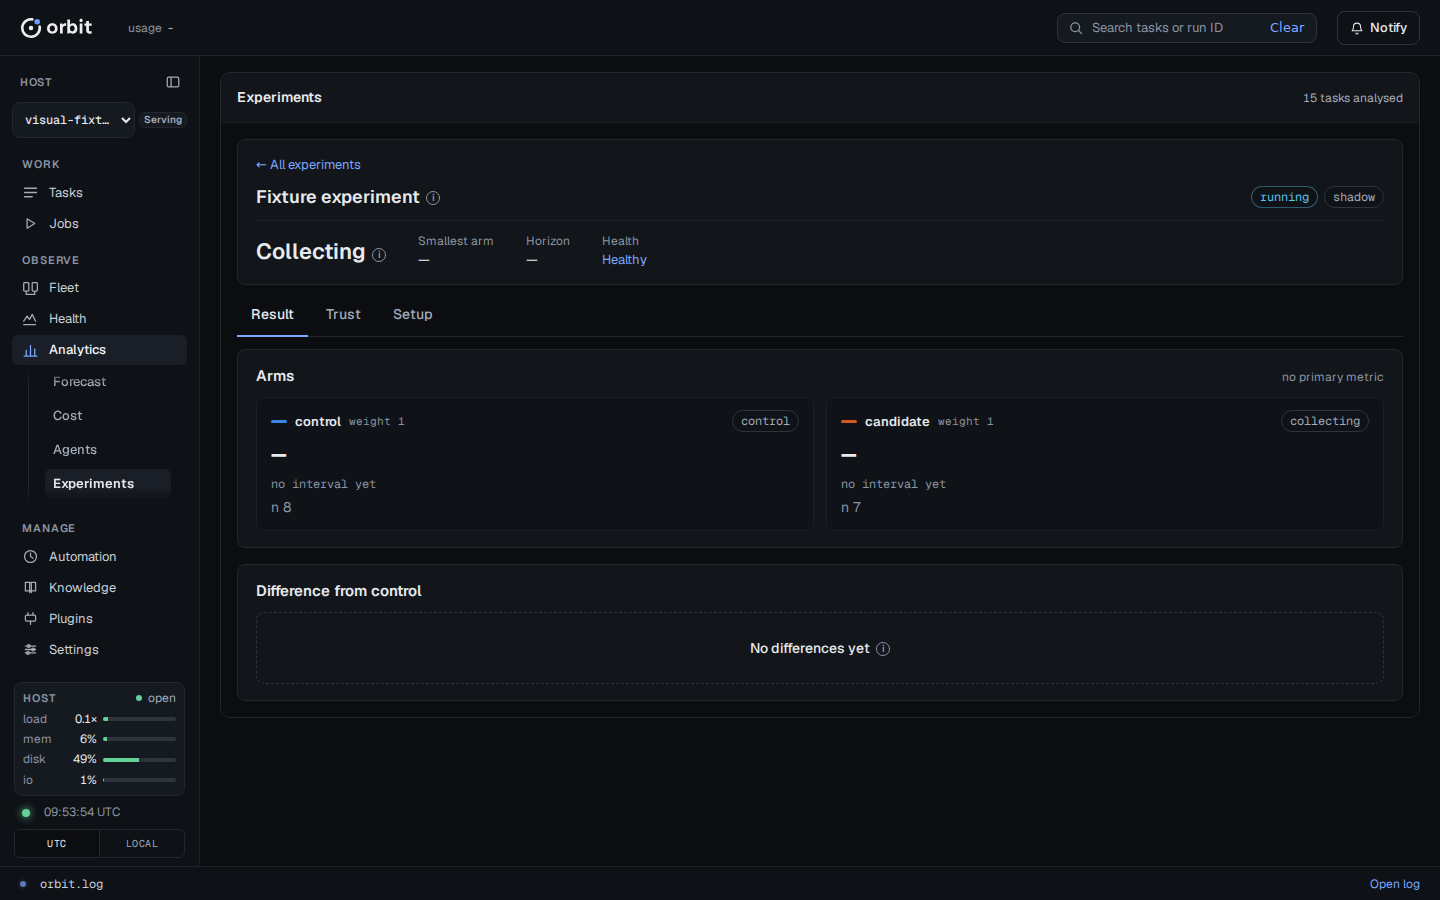 orbit
usage -
Search tasks or run ID
Clear
Notify
HOST
visual-fixt…
Serving
WORK
Tasks
Jobs
OBSERVE
Fleet
Health
Analytics
Forecast
Cost
Agents
Experiments
MANAGE
Automation
Knowledge
Plugins
Settings
HOST
open
load 0.1×
mem 6%
disk 49%
io 1%
09:53:54 UTC
UTC
LOCAL
Experiments
15 tasks analysed
← All experiments
Fixture experiment
running
shadow
Collecting
Smallest arm
—
Horizon
—
Health
Healthy
Result
Trust
Setup
Arms
no primary metric
control weight 1
control
—
no interval yet
n 8
candidate weight 1
collecting
—
no interval yet
n 7
Difference from control
No differences yet
orbit.log
Open log